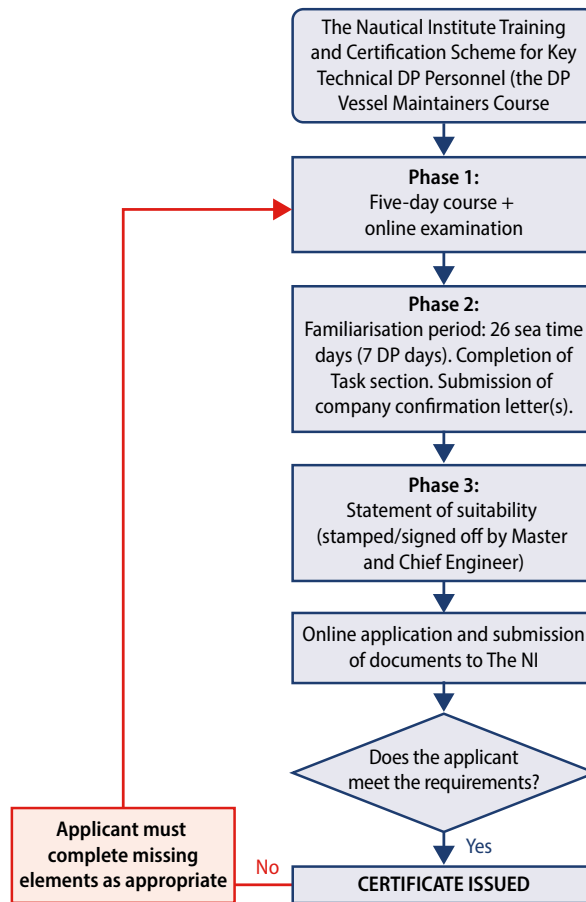 The Nautical Institute Training
and Certification Scheme for Key
Technical DP Personnel (the DP
Vessel Maintainers Course
Phase 1:
Five-day course +
online examination
Phase 2:
Familiarisation period: 26 sea time
days (7 DP days). Completion of
Task section. Submission of
company confirmation letter(s).
Phase 3:
Statement of suitability
(stamped/signed off by Master
and Chief Engineer)
Online application and submission
of documents to The NI
Does the applicant
meet the requirements?
Yes
Applicant must
complete missing
elements as appropriate
No
CERTIFICATE ISSUED